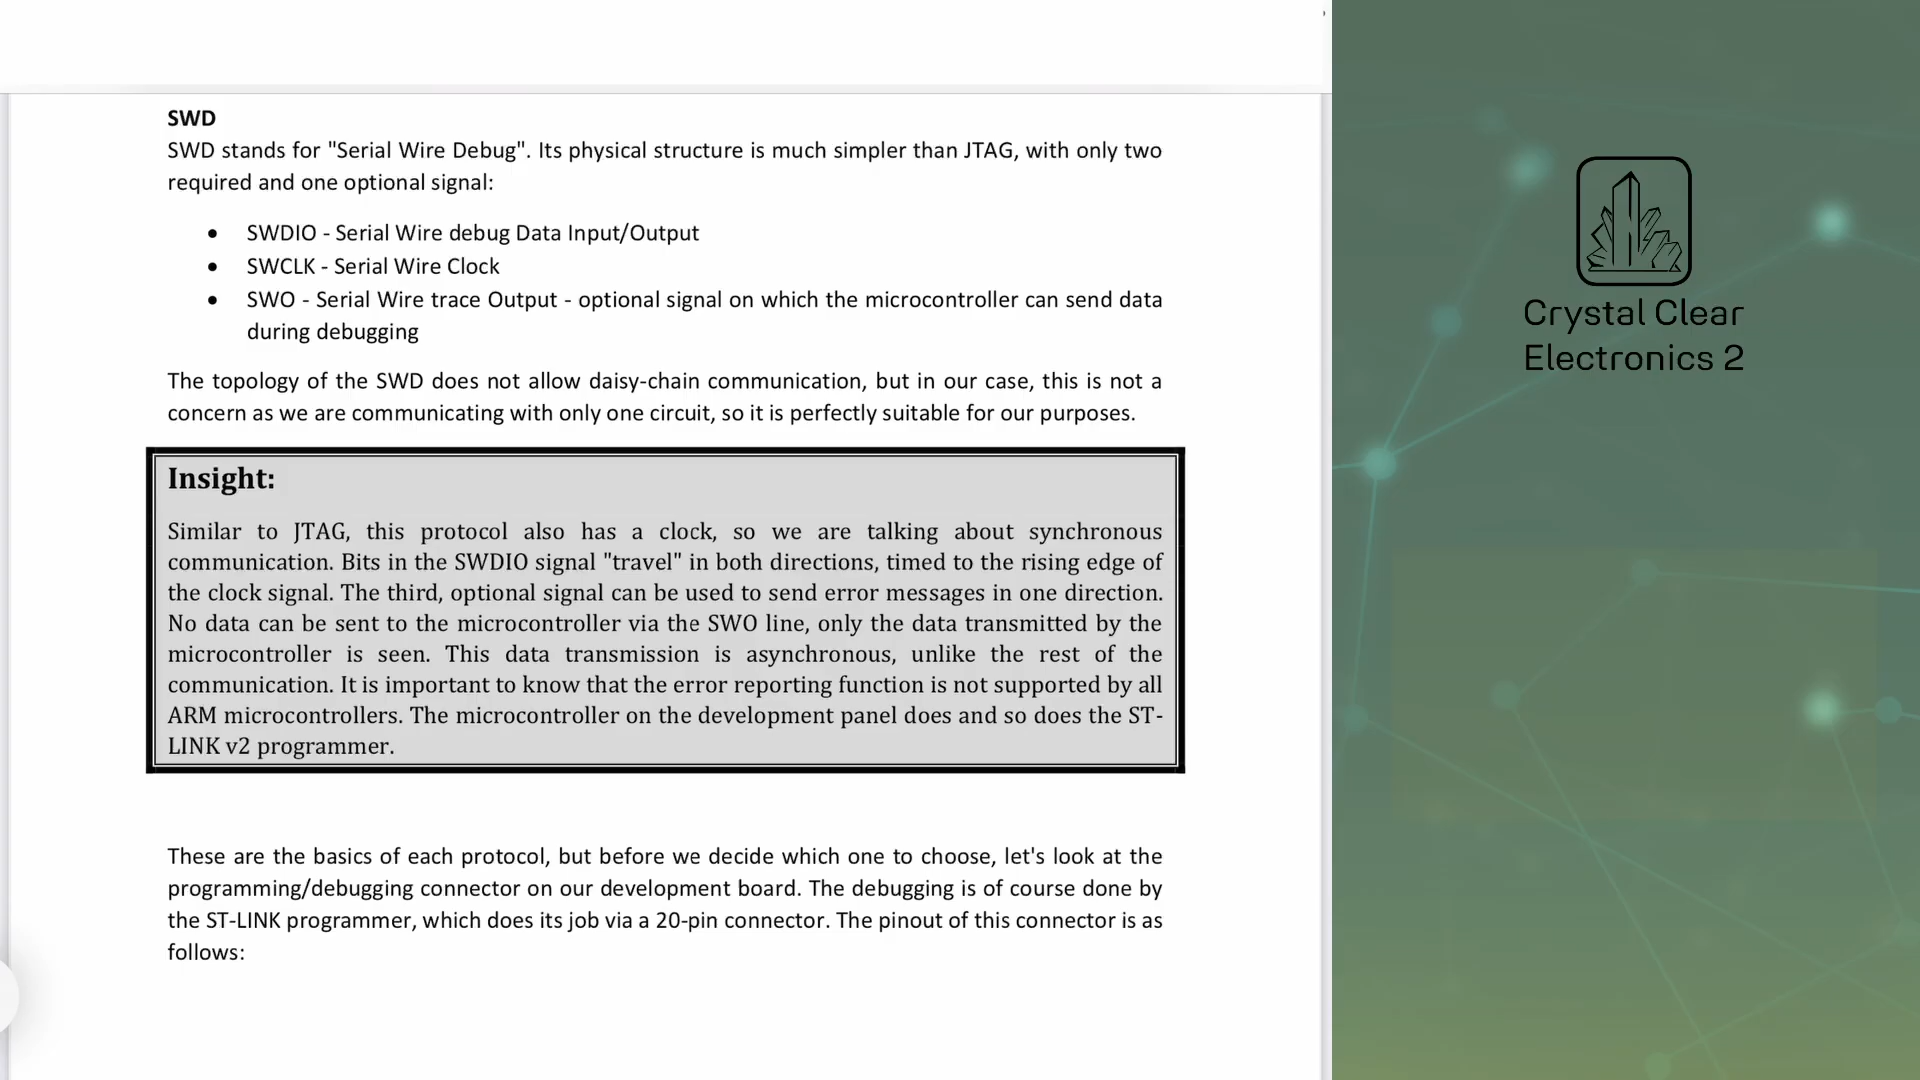 SWD
SWD stands for "Serial Wire Debug". Its physical structure is much simpler than JTAG, with only two
required and one optional signal:
• SWDIO - Serial Wire debug Data Input/Output
• SWCLK - Serial Wire Clock
• SWO - Serial Wire trace Output - optional signal on which the microcontroller can send data
during debugging
The topology of the SWD does not allow daisy-chain communication, but in our case, this is not a
concern as we are communicating with only one circuit, so it is perfectly suitable for our purposes.
Insight:
Similar to JTAG, this protocol also has a clock, so we are talking about synchronous
communication. Bits in the SWDIO signal "travel" in both directions, timed to the rising edge of
the clock signal. The third, optional signal can be used to send error messages in one direction.
No data can be sent to the microcontroller via the SWO line, only the data transmitted by the
microcontroller is seen. This data transmission is asynchronous, unlike the rest of the
communication. It is important to know that the error reporting function is not supported by all
ARM microcontrollers. The microcontroller on the development panel does and so does the ST-
LINK v2 programmer.
These are the basics of each protocol, but before we decide which one to choose, let's look at the
programming/debugging connector on our development board. The debugging is of course done by
the ST-LINK programmer, which does its job via a 20-pin connector. The pinout of this connector is as
follows:
Crystal Clear
Electronics 2